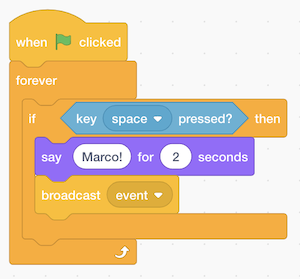 when clicked
forever
if key space pressed? then
say Marco! for 2 seconds
broadcast event